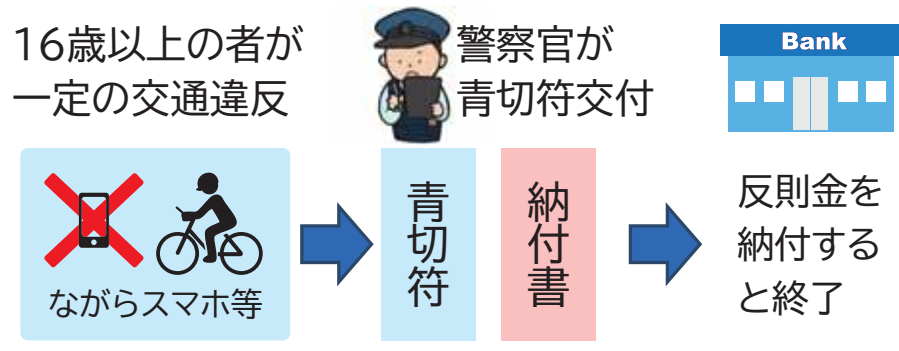 16歳以上の者が
一定の交通違反
警察官が
青切符交付
Bank
ながらスマホ等
青切符
納付書
反則金を
納付する
と終了